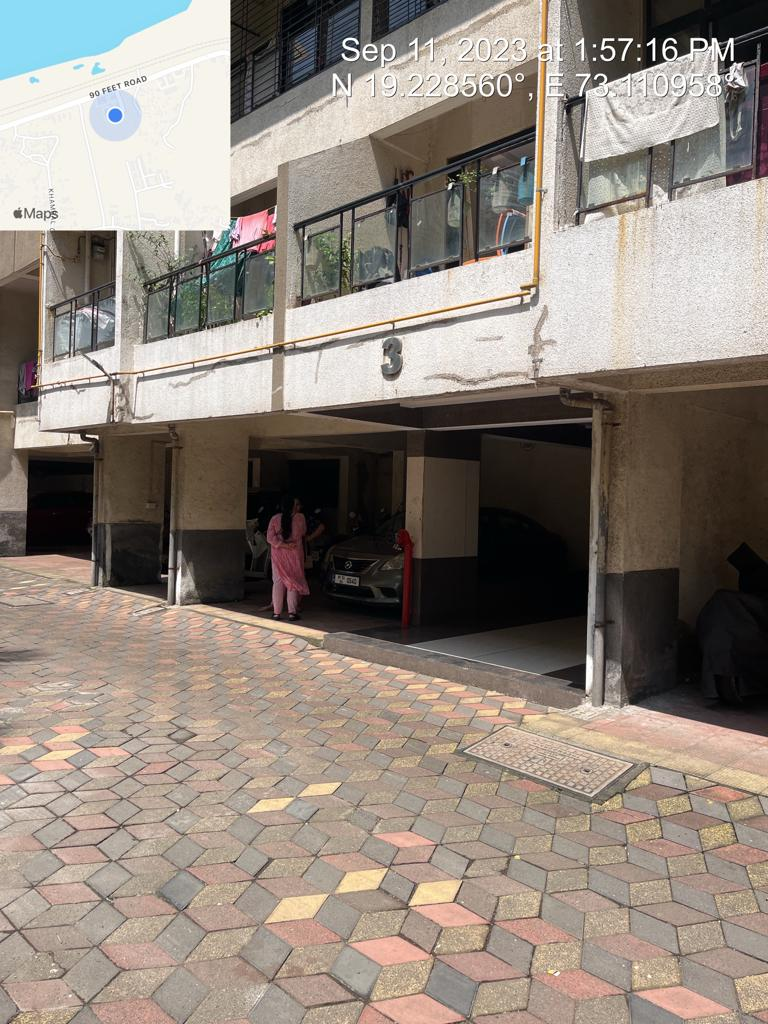 Sep 11, 2023 at 1:57:16 PM
N 19.228560°, E 73.110958°
90 FEET ROAD
Maps
3